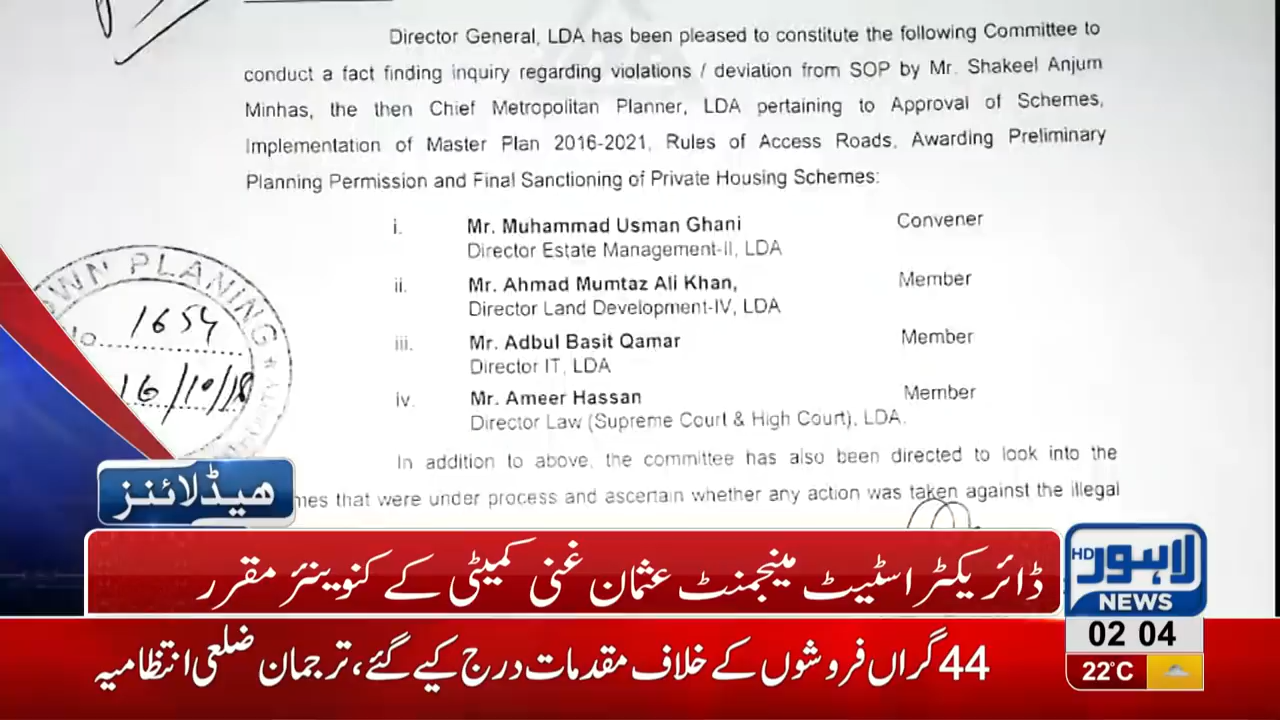 Director General, LDA has been pleased to constitute the following Committee to
conduct a fact finding inquiry regarding violations / deviation from SOP by Mr. Shakeel Anjum
Minhas, the then Chief Metropolitan Planner, LDA pertaining to Approval of Schemes,
Implementation of Master Plan 2016-2021, Rules of Access Roads, Awarding Preliminary
Planning Permission and Final Sanctioning of Private Housing Schemes:
i. Mr. Muhammad Usman Ghani Convener
Director Estate Management-II, LDA
ii. Mr. Ahmad Mumtaz Ali Khan, Member
Director Land Development-IV, LDA
iii. Mr. Adbul Basit Qamar Member
Director IT, LDA
iv. Mr. Ameer Hassan Member
Director Law (Supreme Court & High Court), LDA.
In addition to above, the committee has also been directed to look into the
that were under process and ascertain whether any action was taken against the illegal
PLANING
1654
16/10/18
ھیڈلائنز
ڈائریکٹر اسٹیٹ مینجمنٹ عثمان غنی کمیٹی کے کنوینئر مقرر
44 گراں فروشوں کے خلاف مقدمات درج کیے گئے، ترجمان ضلعی انتظامیہ
لاہور HD
NEWS
02 04
22°C